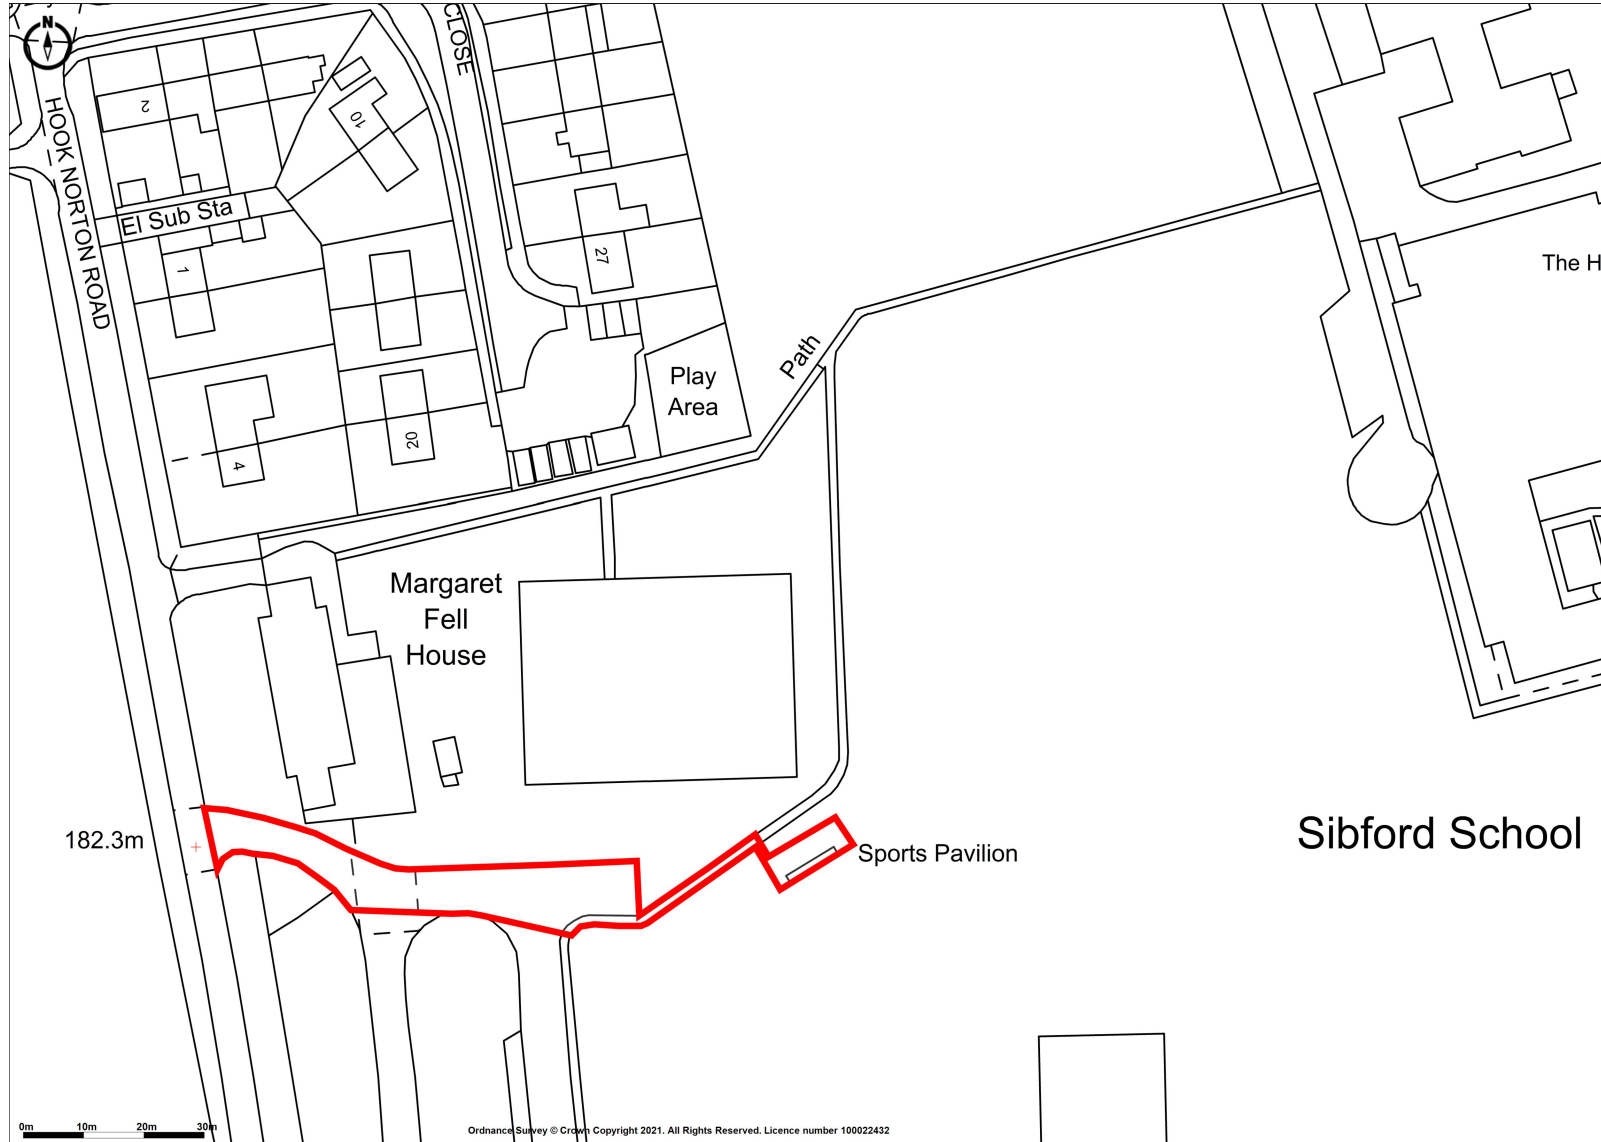 N
CLOSE
HOOK NORTON ROAD
2
10
El Sub Sta
1
27
The H
Path
Play
Area
20
4
Margaret
Fell
House
182.3m
Sports Pavilion
Sibford School
0m 10m 20m 30m
Ordnance Survey © Crown Copyright 2021. All Rights Reserved. Licence number 100022432